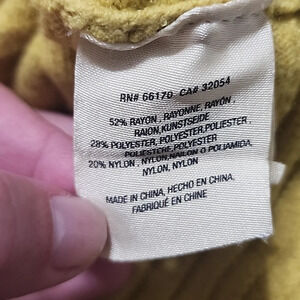 RN# 66170 CA# 32054
52% RAYON, RAYONNE, RAYON,
RAION, KUNSTSEIDE
28% POLYESTER, POLYESTER, POLIESTER,
POLIESTERE, POLYESTER
20% NYLON, NYLON, NAILON O POLIAMIDA,
NYLON, NYLON
MADE IN CHINA, HECHO EN CHINA,
FABRIQUÉ EN CHINE